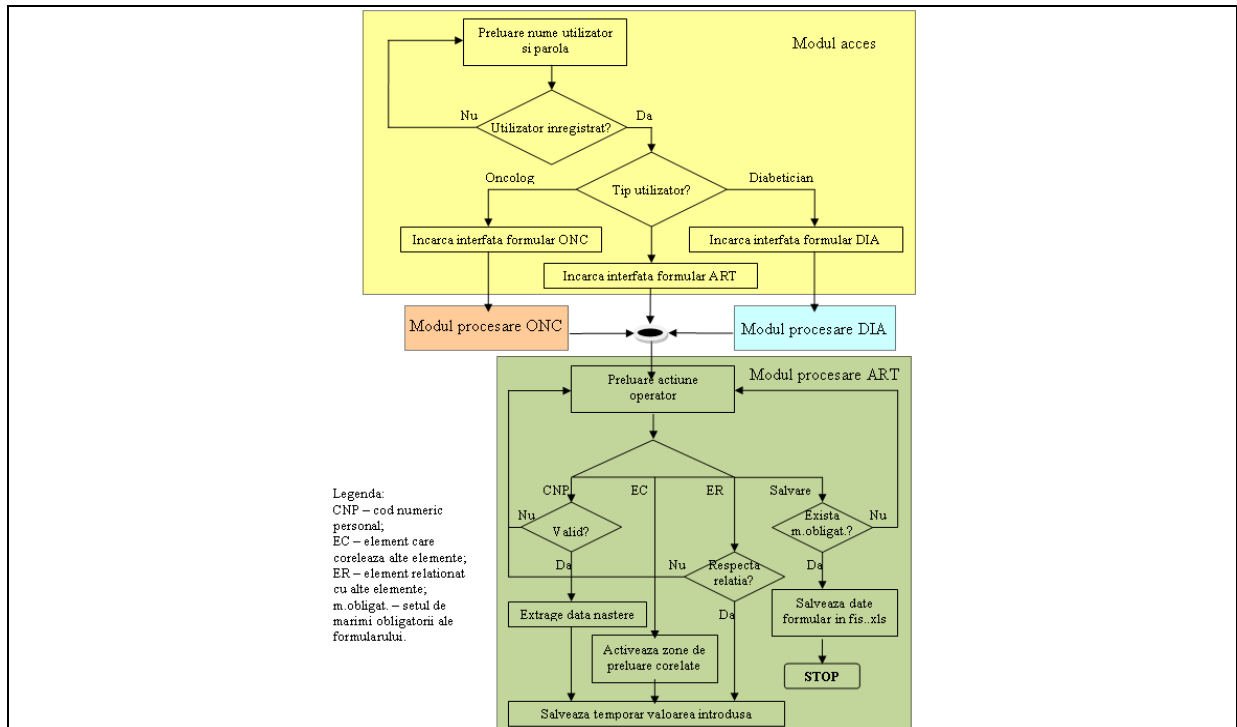 Preluare nume utilizator
si parola
Modul acces
Nu
Da
Utilizator inregistrat?
Oncolog
Diabetician
Tip utilizator?
Incarca interfata formular ONC
Incarca interfata formular DIA
Incarca interfata formular ART
Modul procesare ONC
Modul procesare DIA
Modul procesare ART
Preluare actiune
operator
CNP
EC
ER
Salvare
Nu
Valid?
Exista
m.obligat.?
Nu
Da
Nu
Respecta
relatia?
Da
Extrage data nastere
Da
Salveaza date
formular in fis..xls
Activeaza zone de
preluare corelate
STOP
Salveaza temporar valoarea introdusa
Legenda:
CNP – cod numeric
personal;
EC – element care
coreleaza alte elemente;
ER – element relationat
cu alte elemente;
m.obligat. – setul de
marimi obligatorii ale
formularului.